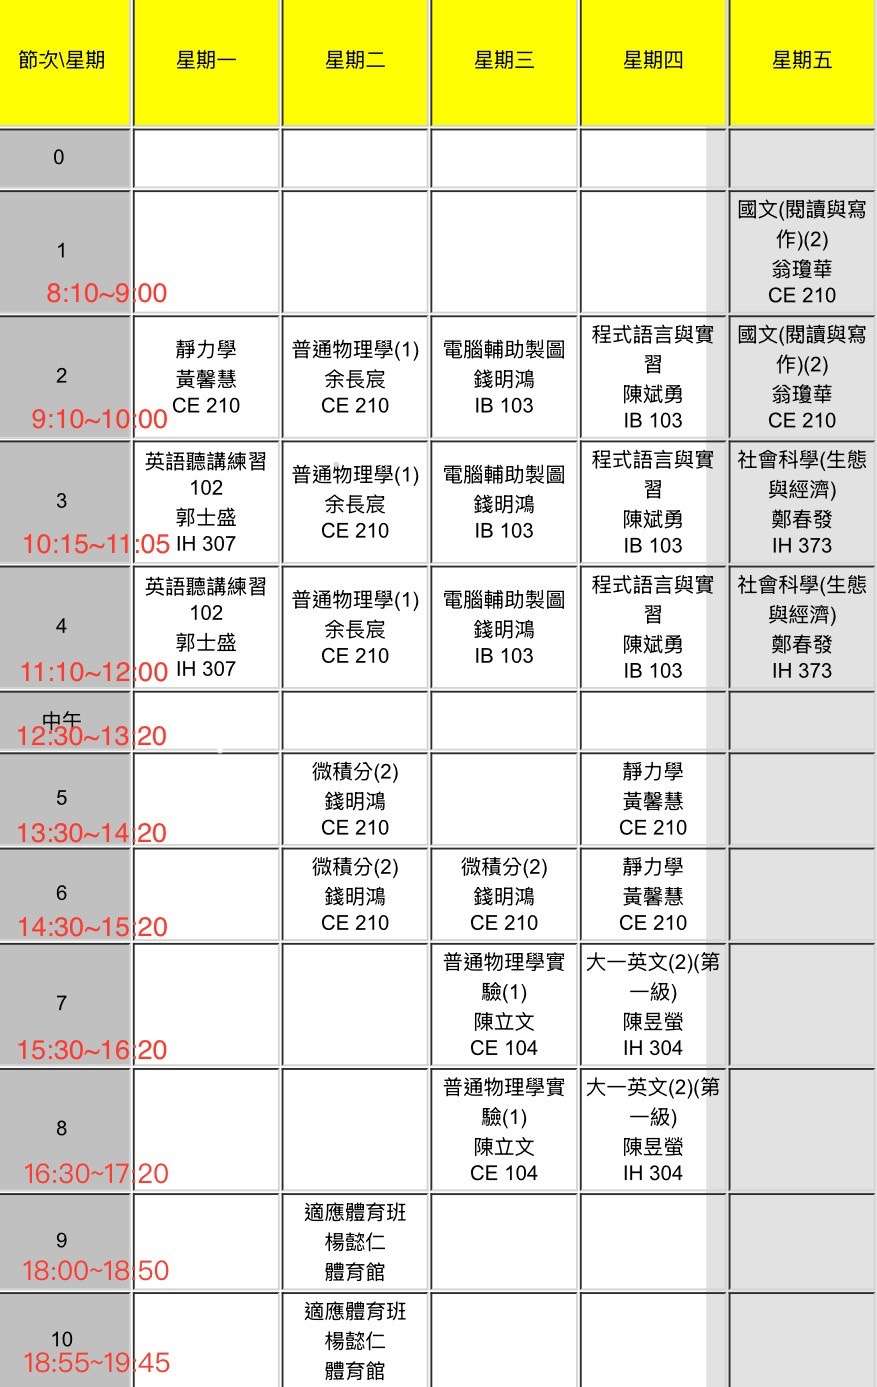 節次\星期 星期一 星期二 星期三 星期四 星期五
0
1
8:10~9:00
國文(閱讀與寫
作)(2)
翁瓊華
CE 210
2
9:10~10:00
靜力學
黃馨慧
CE 210
普通物理學(1)
余長宸
CE 210
電腦輔助製圖
錢明鴻
IB 103
程式語言與實
習
陳斌勇
IB 103
國文(閱讀與寫
作)(2)
翁瓊華
CE 210
3
10:15~11:05
英語聽講練習
102
郭士盛
IH 307
普通物理學(1)
余長宸
CE 210
電腦輔助製圖
錢明鴻
IB 103
程式語言與實
習
陳斌勇
IB 103
社會科學(生態
與經濟)
鄭春發
IH 373
4
11:10~12:00
英語聽講練習
102
郭士盛
IH 307
普通物理學(1)
余長宸
CE 210
電腦輔助製圖
錢明鴻
IB 103
程式語言與實
習
陳斌勇
IB 103
社會科學(生態
與經濟)
鄭春發
IH 373
中午
12:30~13:20
5
13:30~14:20
微積分(2)
錢明鴻
CE 210
靜力學
黃馨慧
CE 210
6
14:30~15:20
微積分(2)
錢明鴻
CE 210
微積分(2)
錢明鴻
CE 210
靜力學
黃馨慧
CE 210
7
15:30~16:20
普通物理學實
驗(1)
陳立文
CE 104
大一英文(2)(第
一級)
陳昱螢
IH 304
8
16:30~17:20
普通物理學實
驗(1)
陳立文
CE 104
大一英文(2)(第
一級)
陳昱螢
IH 304
9
18:00~18:50
適應體育班
楊懿仁
體育館
10
18:55~19:45
適應體育班
楊懿仁
體育館